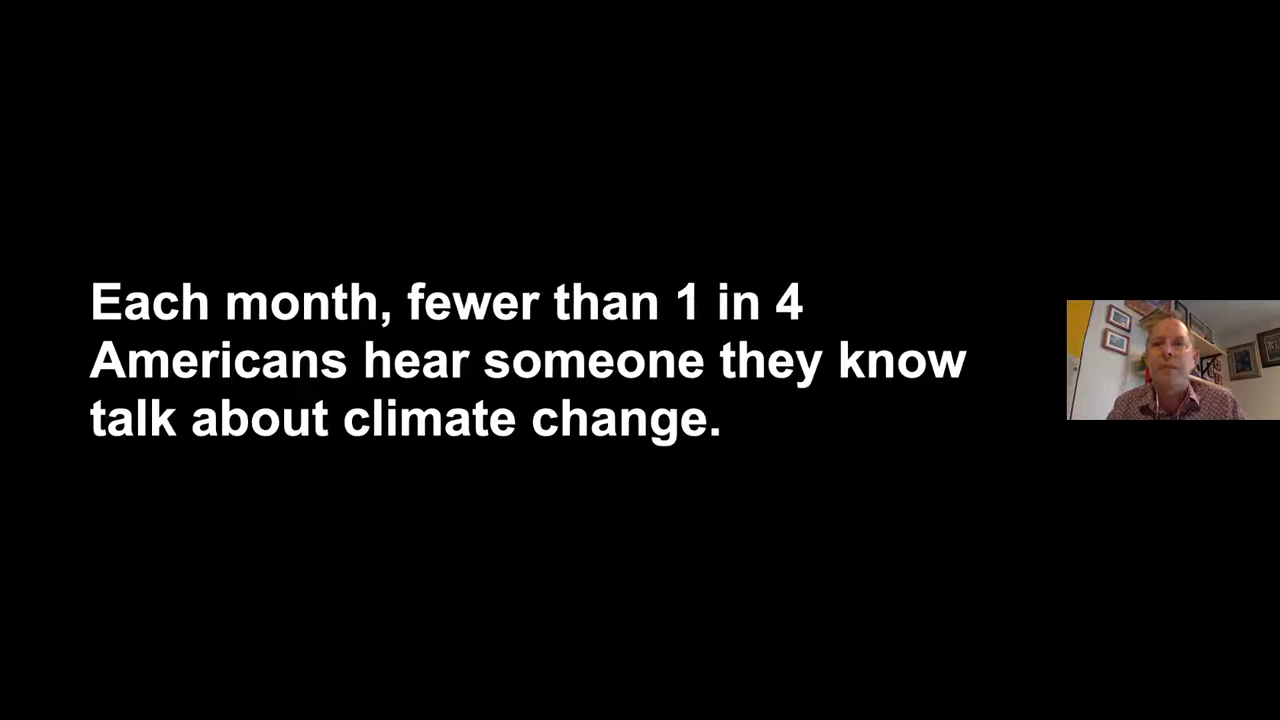 Each month, fewer than 1 in 4
Americans hear someone they know
talk about climate change.